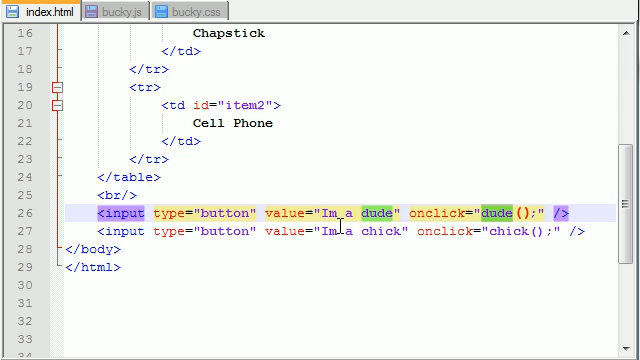 index.html bucky.js bucky.css
16 Chapstick
17 </td>
18 </tr>
19 <tr>
20 <td id="item2">
21 Cell Phone
22 </td>
23 </tr>
24 </table>
25 <br/>
26 <input type="button" value="Im a dude" onclick="dude();" />
27 <input type="button" value="Im a chick" onclick="chick();" />
28 </body>
29 </html>
30
31
32
33
34